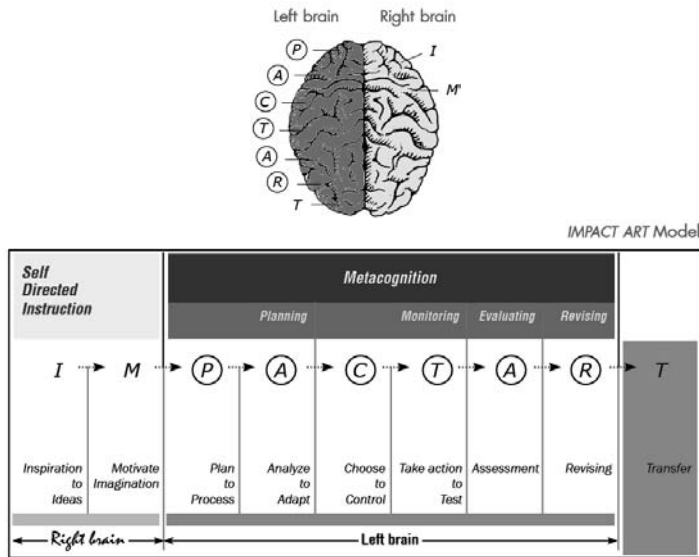 Left brain Right brain
P
I
A
M'
C
T
A
R
T
IMPACT ART Model
Self
Directed
Instruction
Metacognition
Planning Monitoring Evaluating Revising
I M P A C T A R T
Inspiration
to
Ideas
Motivate
Imagination
Plan
to
Process
Analyze
to
Adapt
Choose
to
Control
Take action
to
Test
Assessment
Revising
Transfer
Right brain Left brain